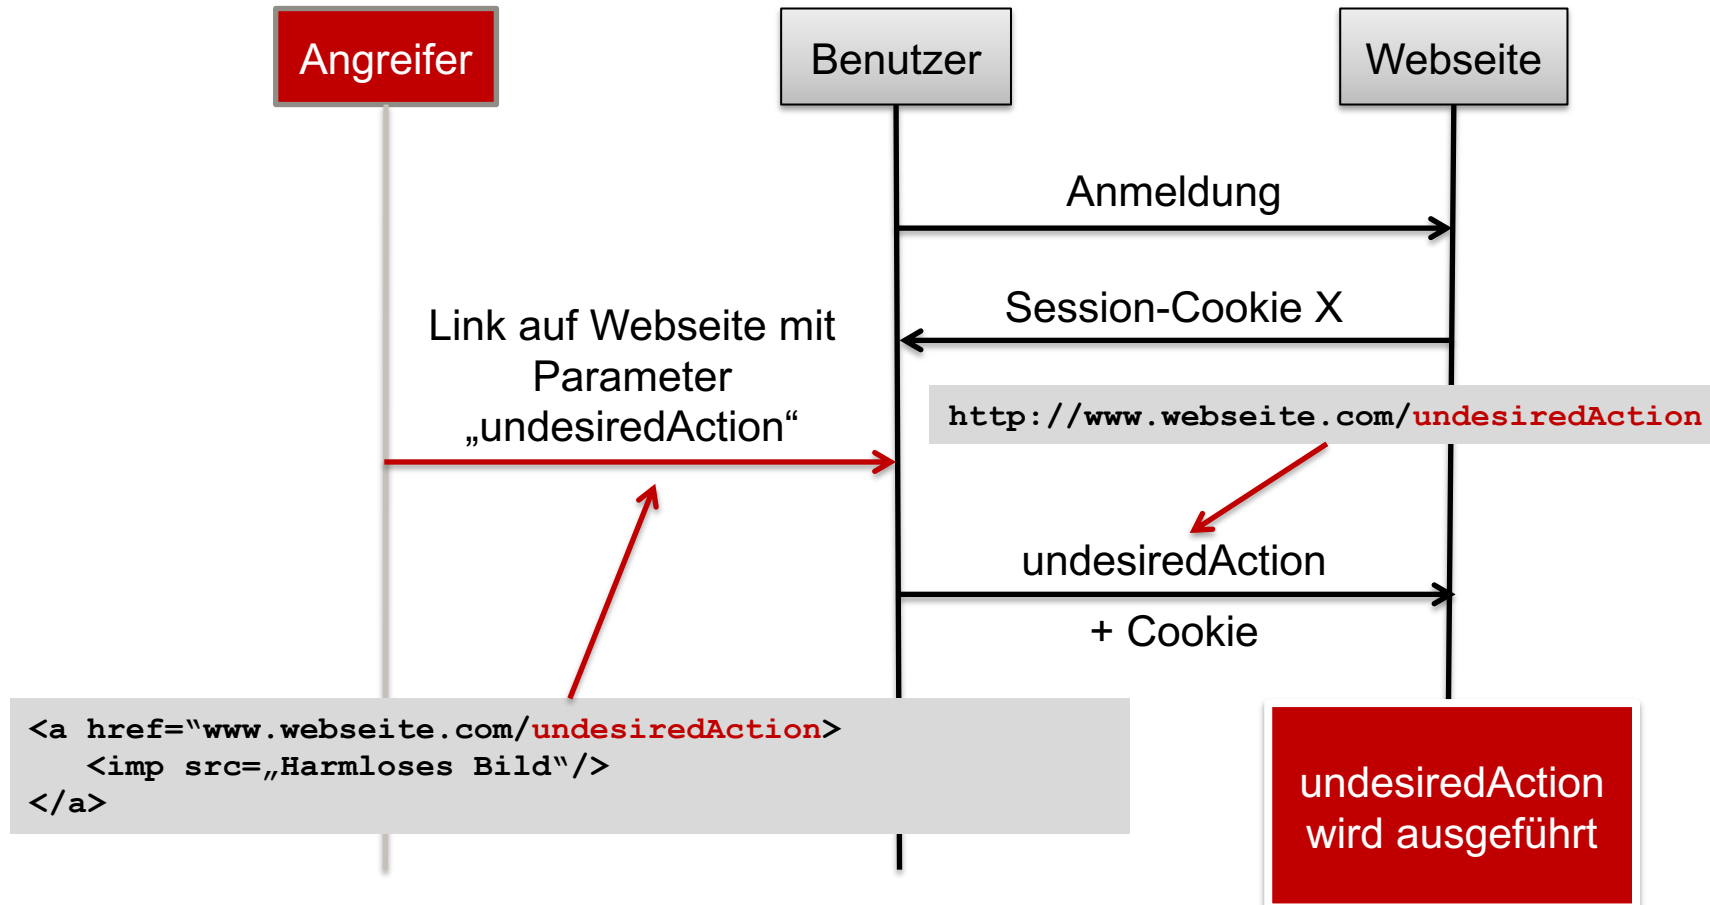 Angreifer
Benutzer
Webseite
Anmeldung
Session-Cookie X
Link auf Webseite mit
Parameter
„undesiredAction“
http://www.webseite.com/undesiredAction
undesiredAction
+ Cookie
<a href=“www.webseite.com/undesiredAction>
<imp src=„Harmloses Bild“/>
</a>
undesiredAction
wird ausgeführt